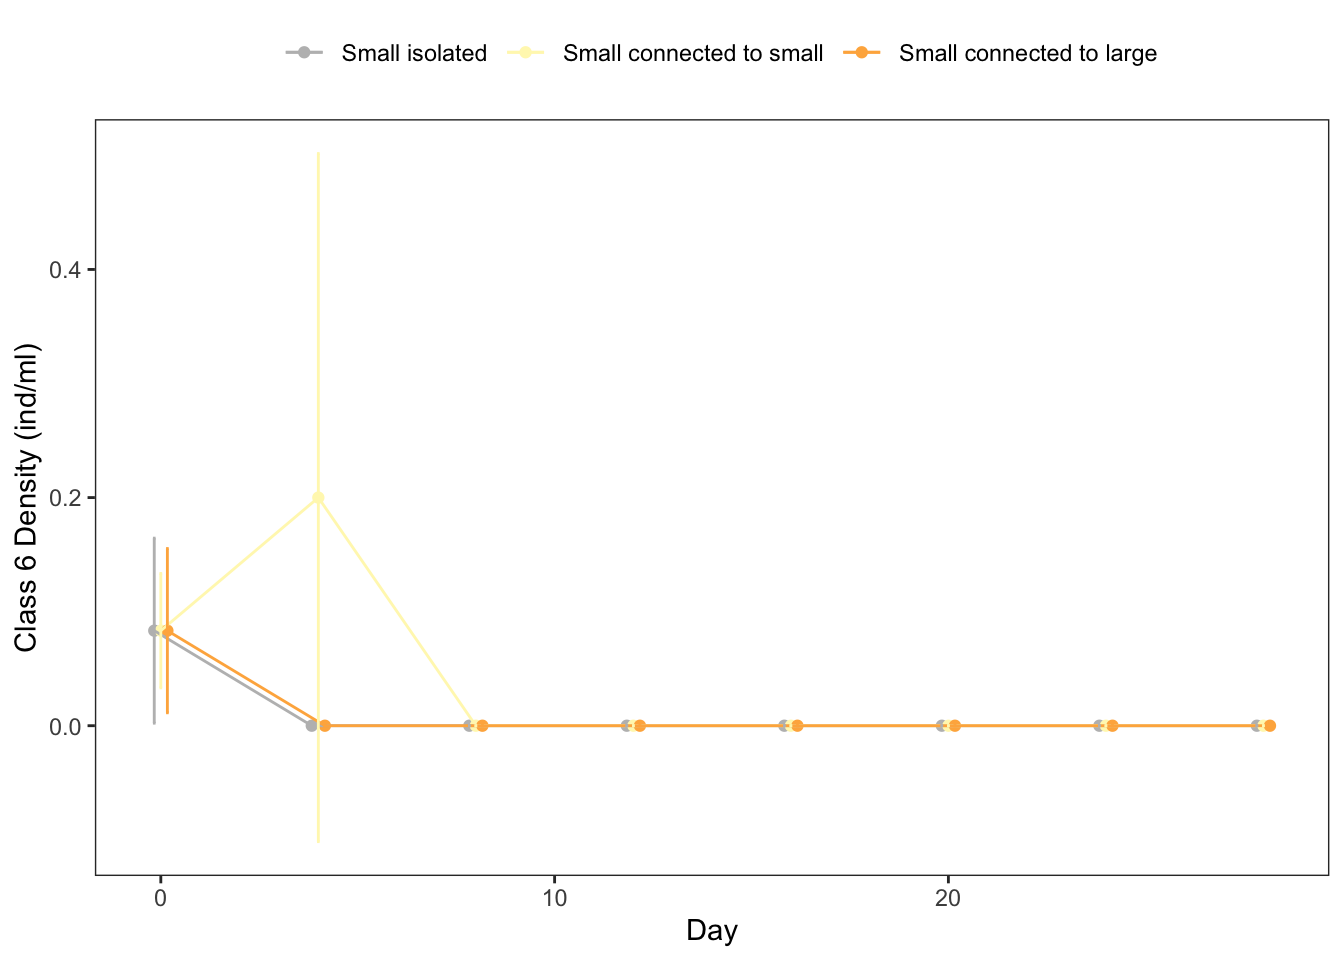 Small isolated Small connected to small Small connected to large
Class 6 Density (ind/ml)
0.4
0.2
0.0
0 10 20
Day